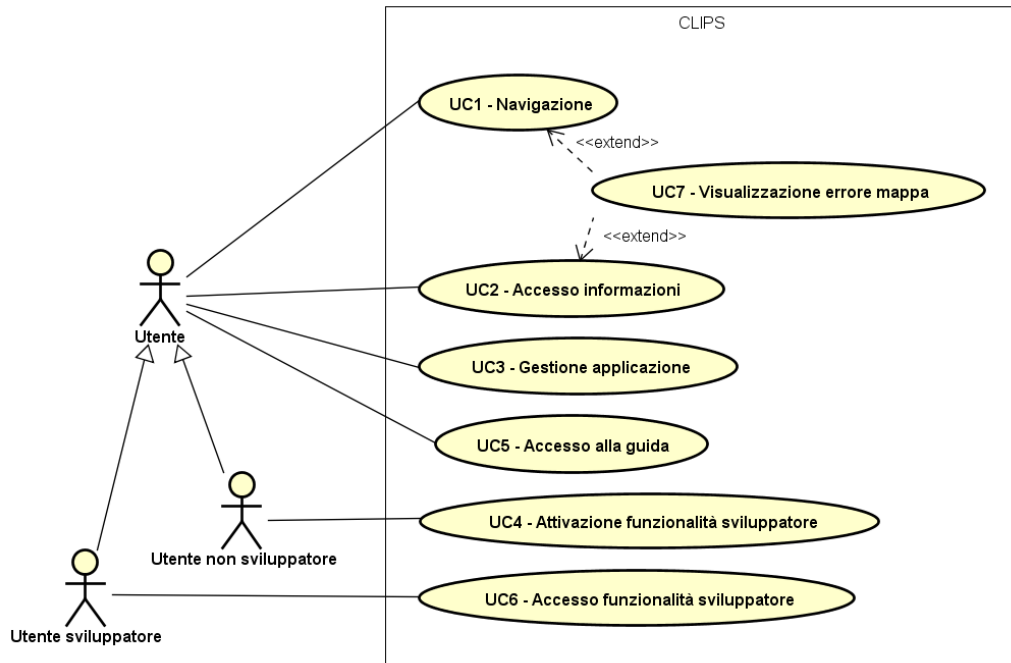 CLIPS
UC1 - Navigazione
<<extend>>
UC7 - Visualizzazione errore mappa
<<extend>>
UC2 - Accesso informazioni
Utente
UC3 - Gestione applicazione
UC5 - Accesso alla guida
UC4 - Attivazione funzionalità sviluppatore
Utente non sviluppatore
UC6 - Accesso funzionalità sviluppatore
Utente sviluppatore